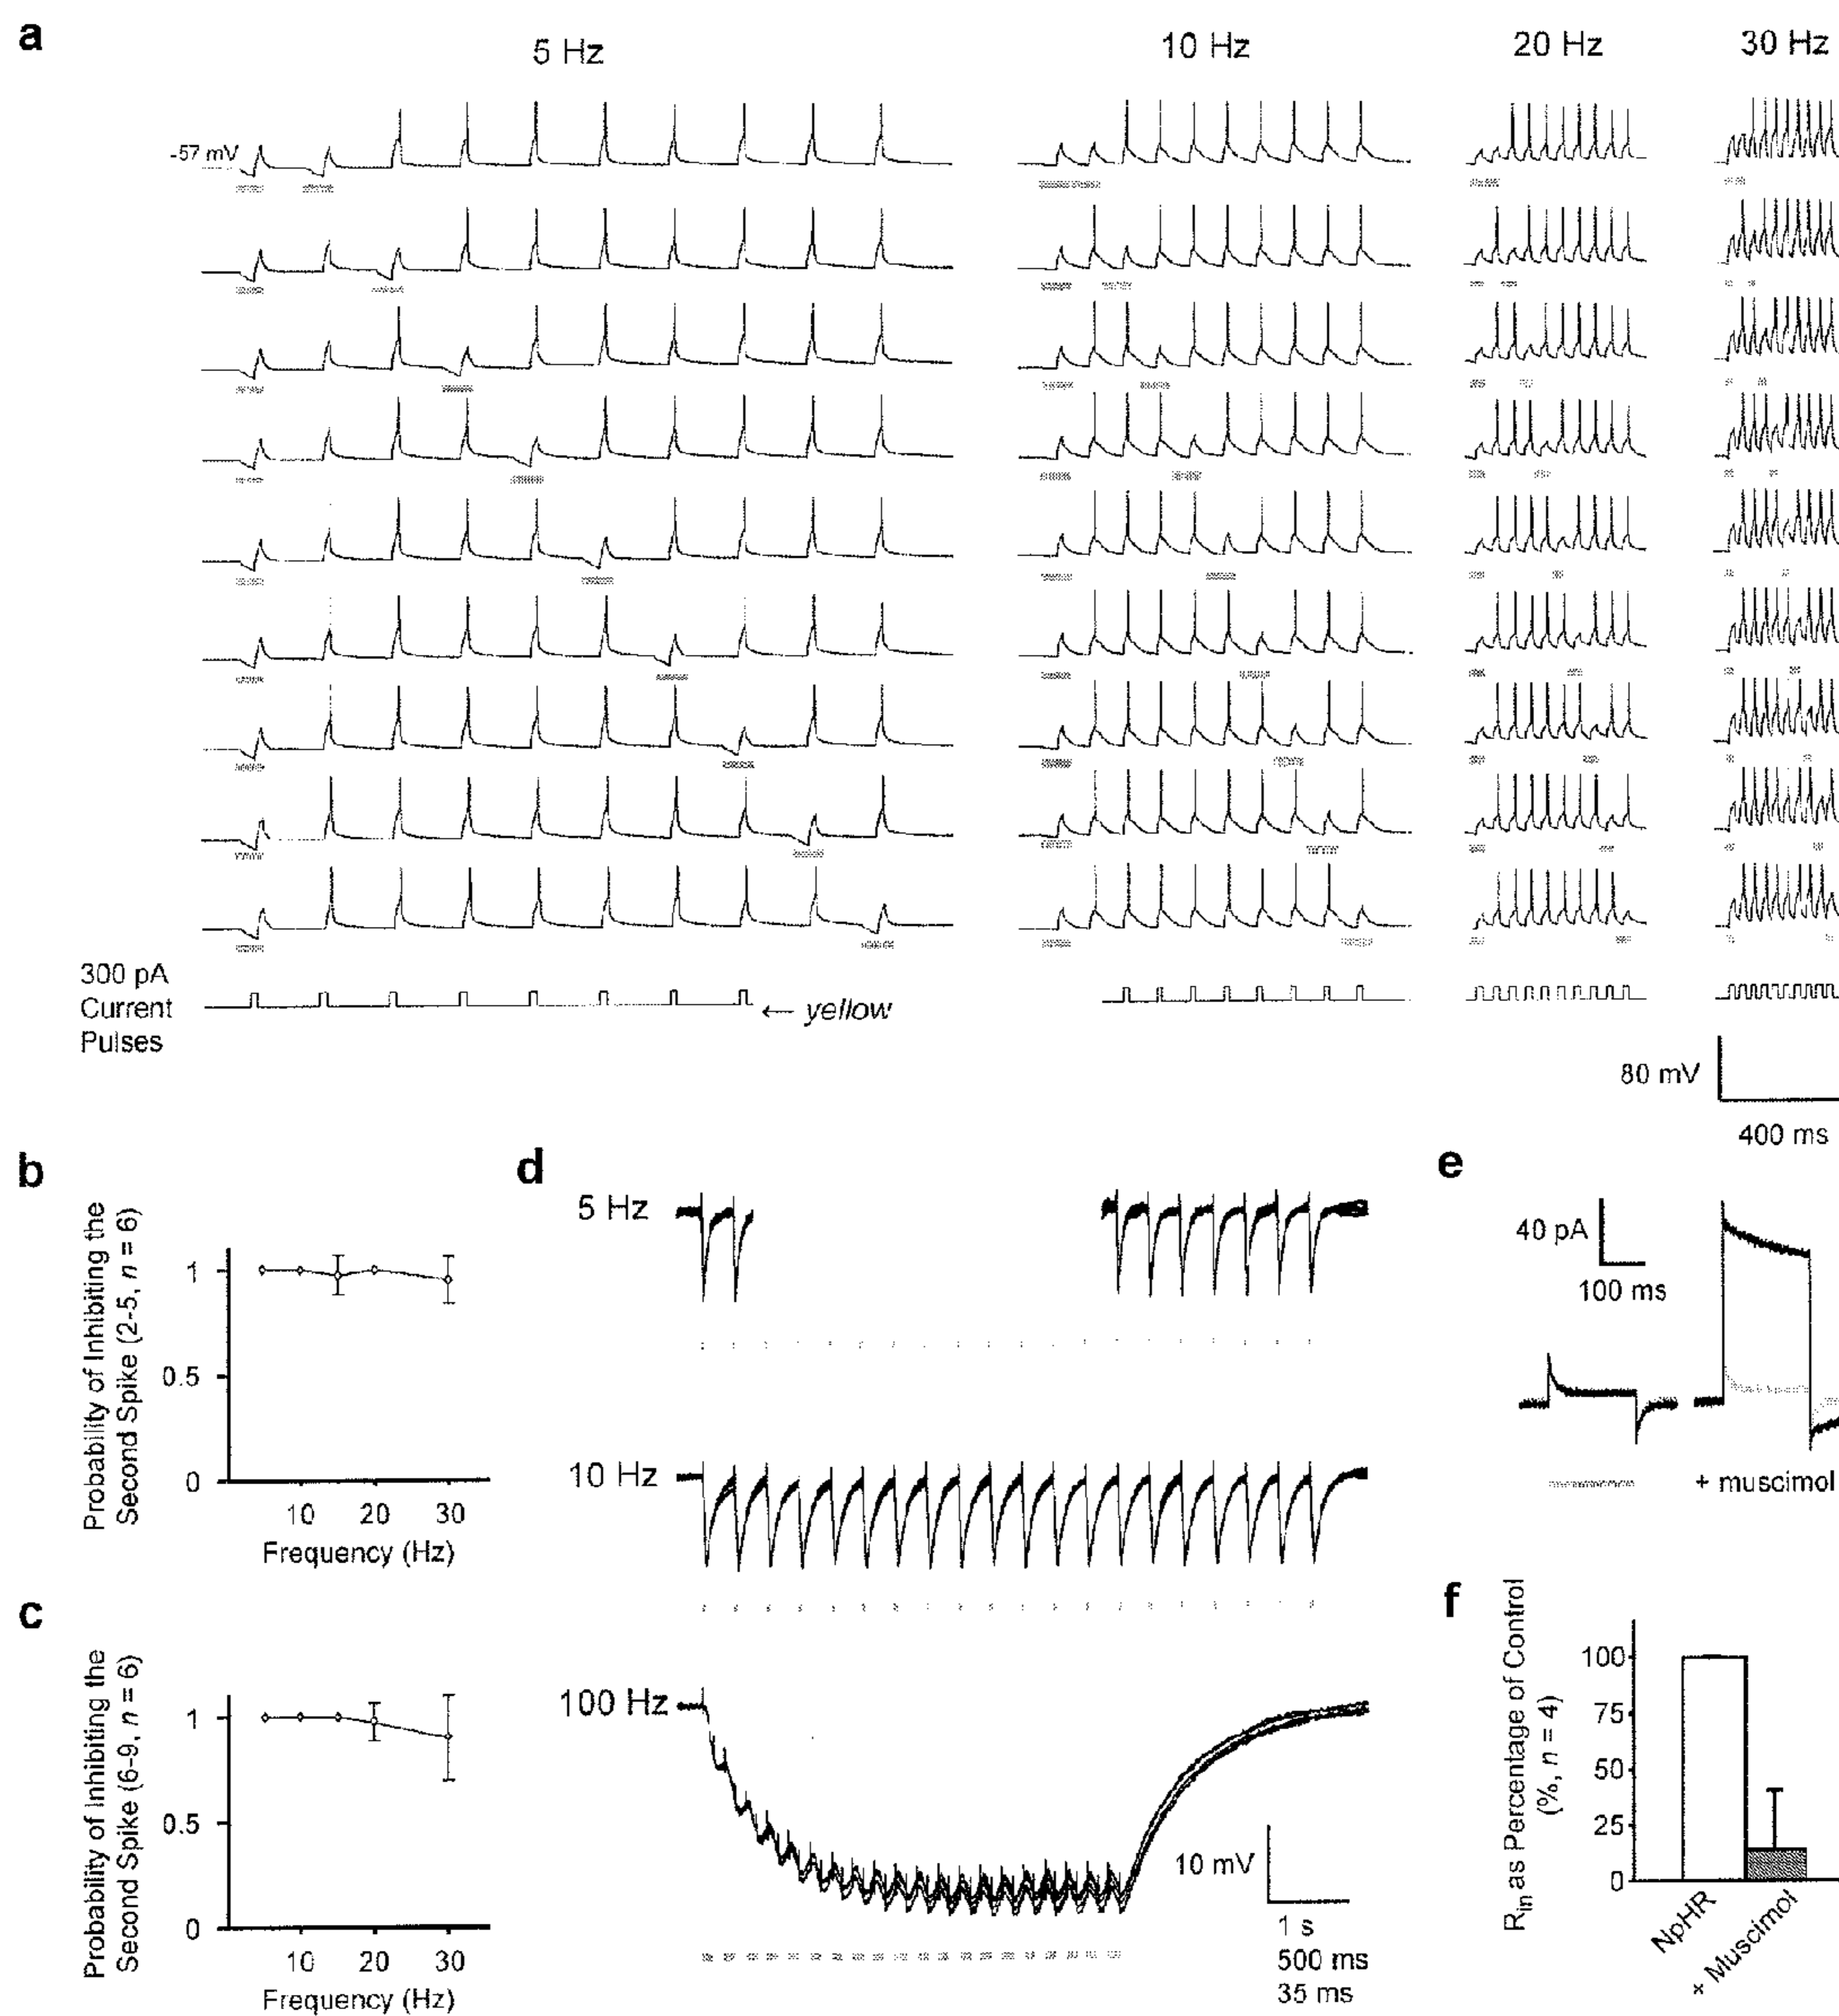 a
5 Hz
10 Hz
20 Hz
30 Hz
-57 mV
300 pA
Current
Pulses
← yellow
80 mV
400 ms
b
Probability of Inhibiting the
Second Spike (2-5, n = 6)
1
0.5
0
10 20 30
Frequency (Hz)
c
Probability of Inhibiting the
Second Spike (6-9, n = 6)
1
0.5
0
10 20 30
Frequency (Hz)
d
5 Hz
10 Hz
100 Hz
10 mV
1 s
500 ms
35 ms
e
40 pA
100 ms
+ muscimol
f
Rin as Percentage of Control
(%, n = 4)
100
75
50
25
0
NpHR
+ Muscimol